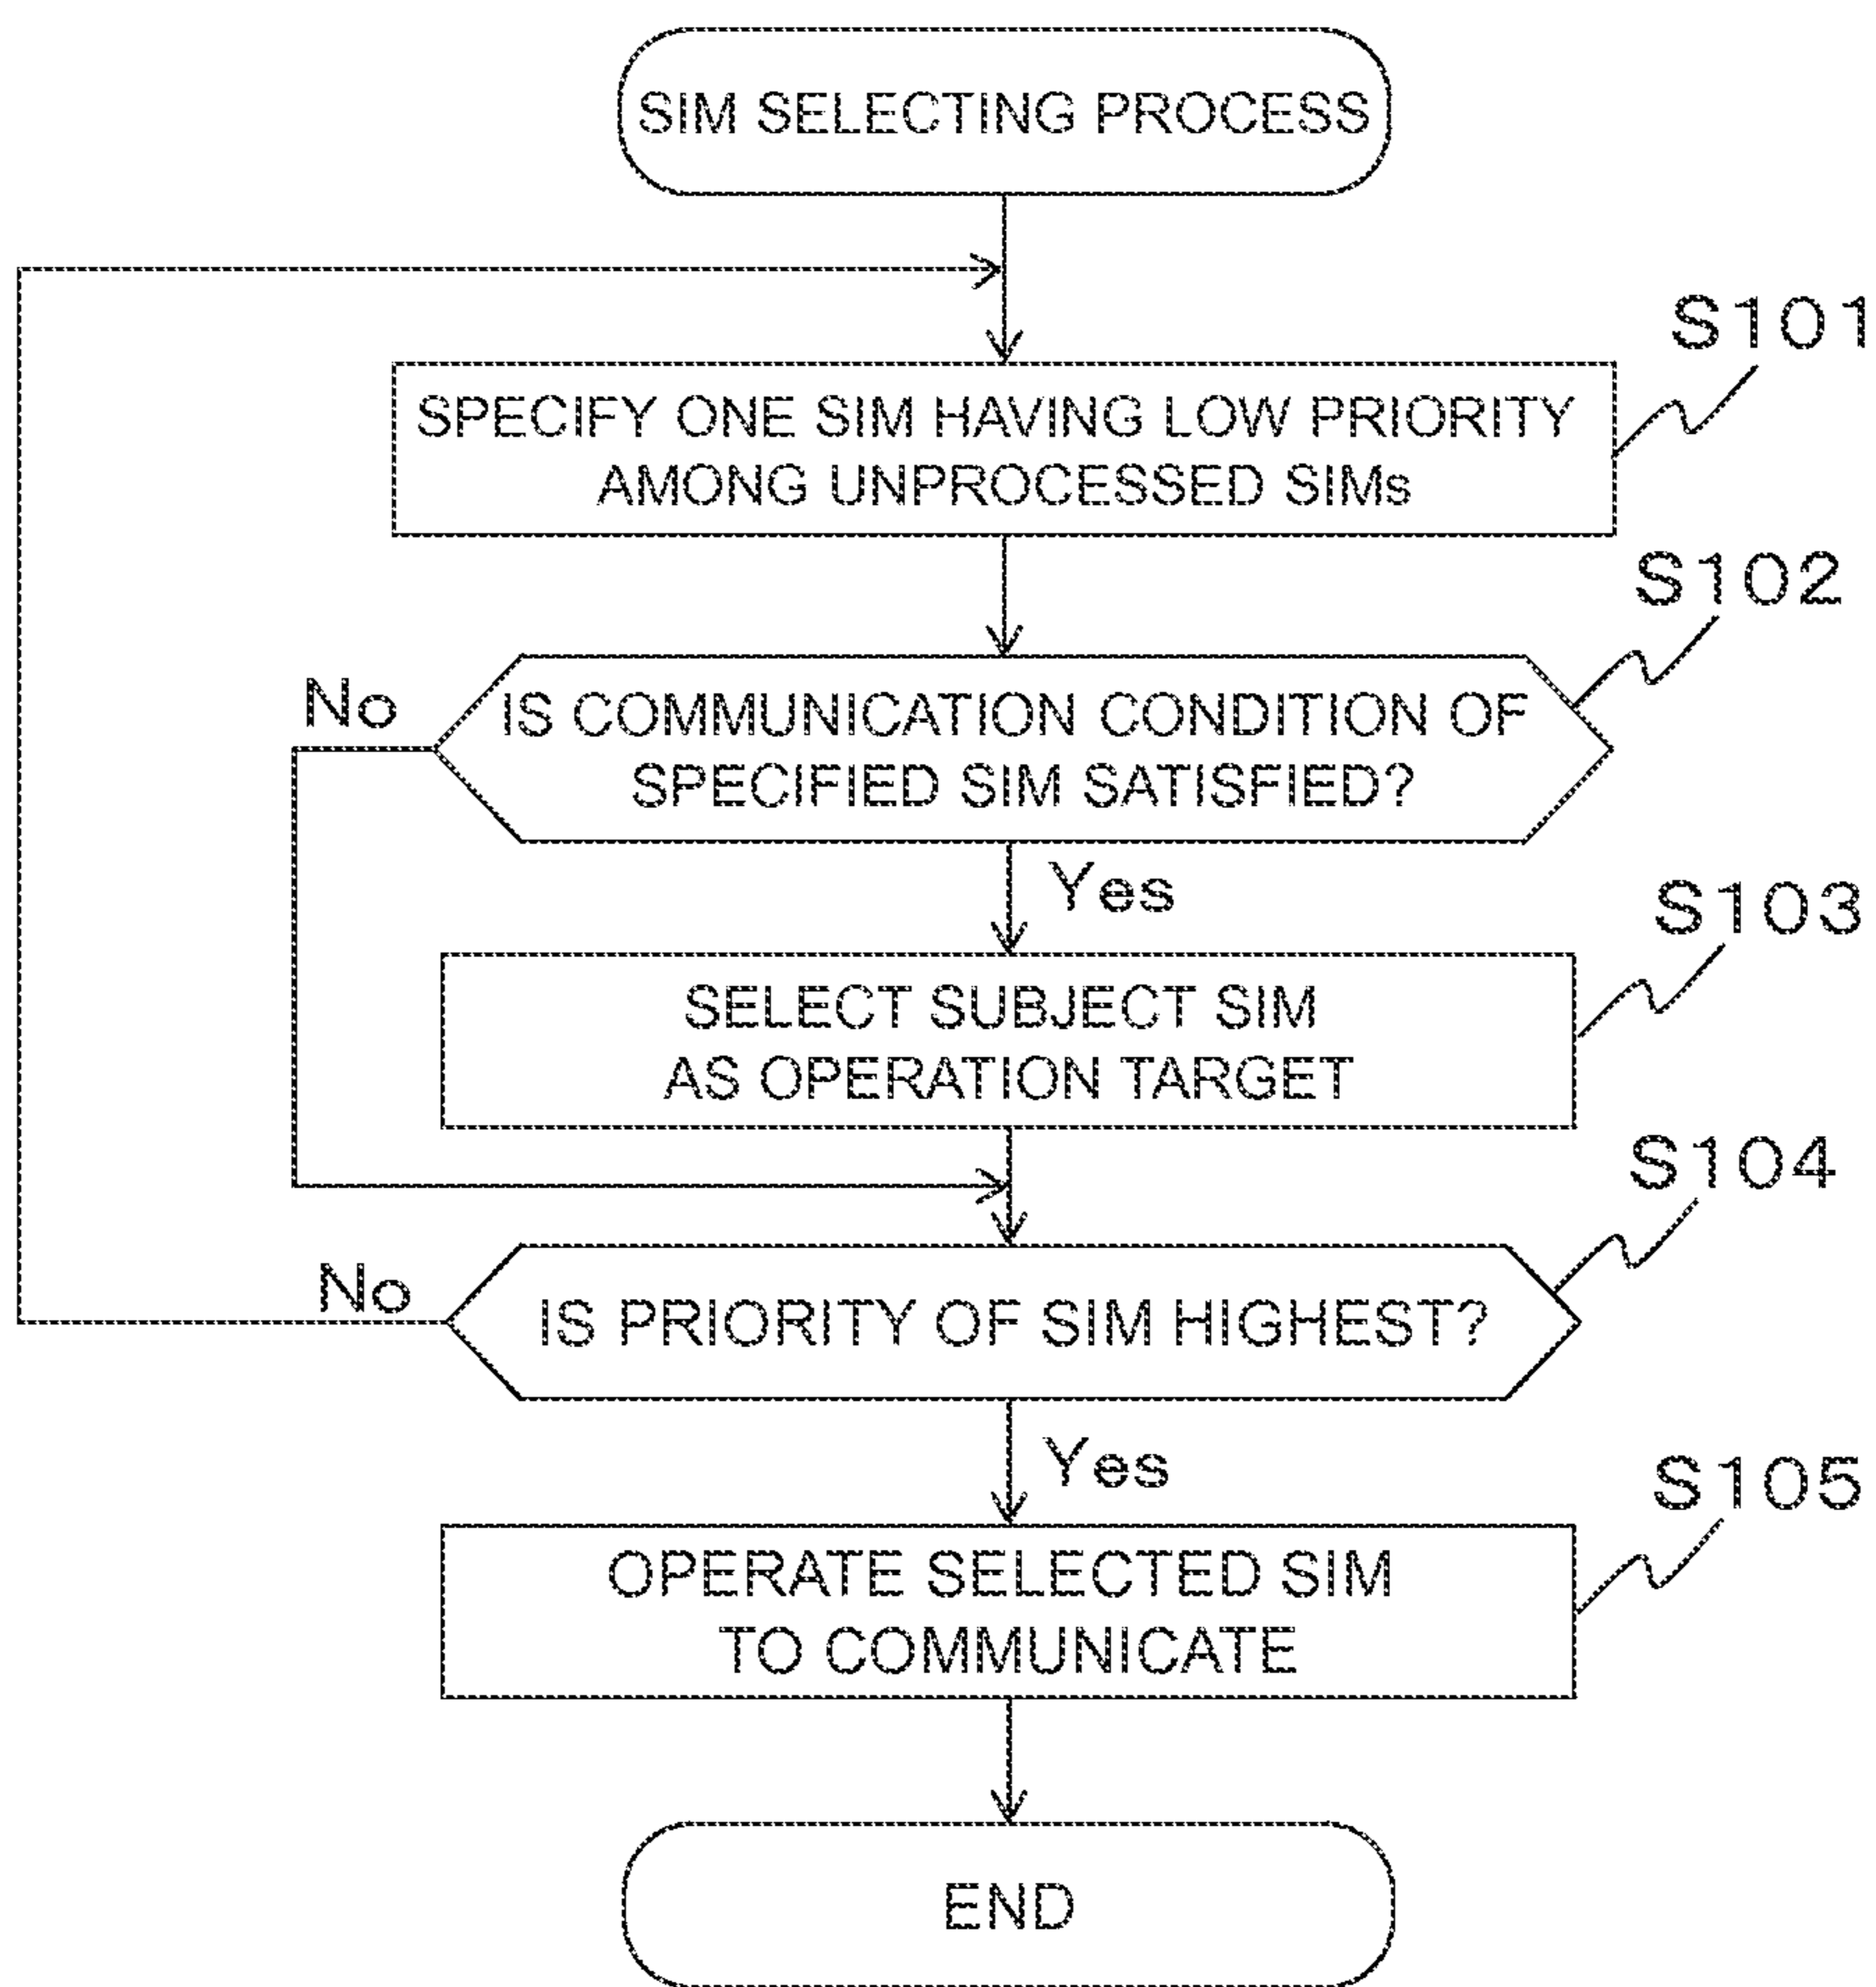 SIM SELECTING PROCESS
S101
SPECIFY ONE SIM HAVING LOW PRIORITY
AMONG UNPROCESSED SIMs
S102
No
IS COMMUNICATION CONDITION OF
SPECIFIED SIM SATISFIED?
Yes
S103
SELECT SUBJECT SIM
AS OPERATION TARGET
S104
No
IS PRIORITY OF SIM HIGHEST?
Yes
S105
OPERATE SELECTED SIM
TO COMMUNICATE
END